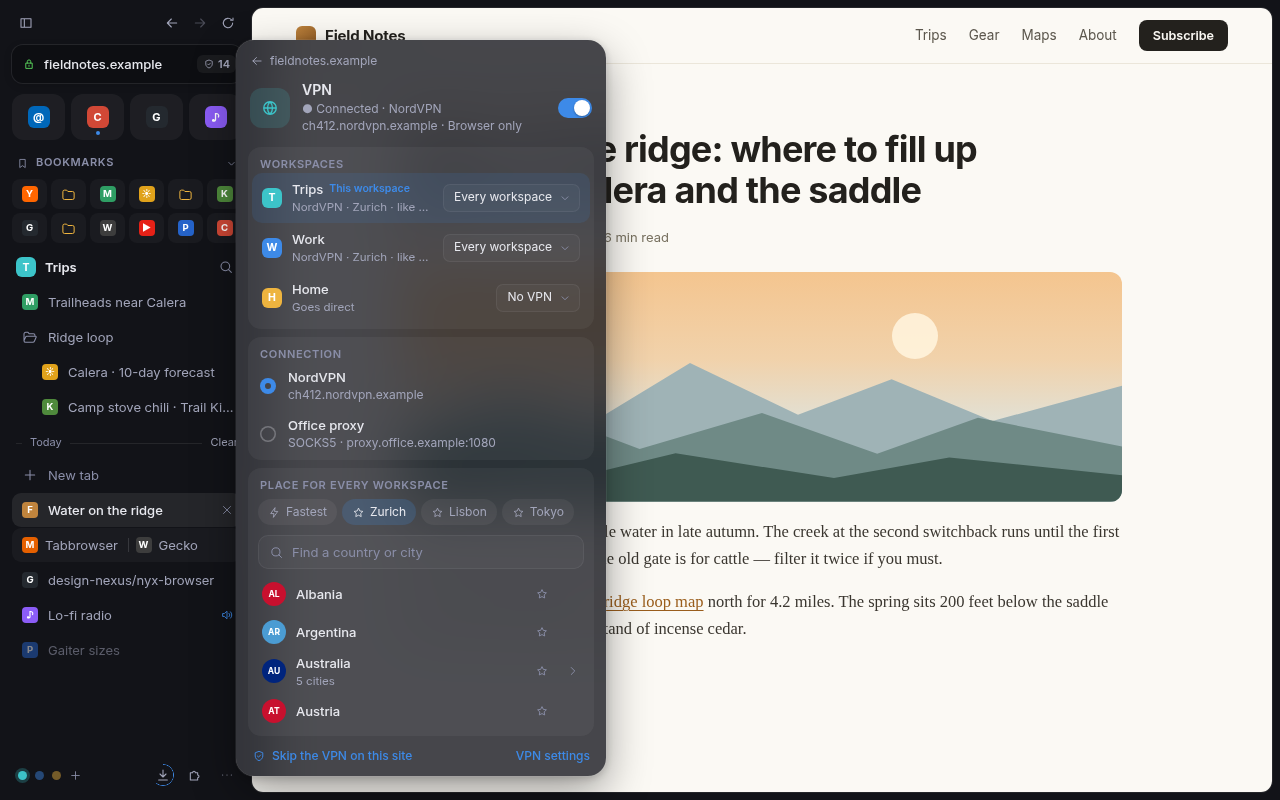 fieldnotes.example
14
@
C
G
BOOKMARKS
Y
M
K
G
W
P
C
T Trips
M Trailheads near Calera
Ridge loop
Calera · 10-day forecast
K Camp stove chili · Trail Ki...
Today
Clear
New tab
F Water on the ridge
M Tabbrowser
W Gecko
G design-nexus/nyx-browser
Lo-fi radio
P Gaiter sizes
fieldnotes.example
VPN
Connected · NordVPN
ch412.nordvpn.example · Browser only
WORKSPACES
T Trips This workspace
NordVPN · Zurich · like ...
Every workspace
W Work
NordVPN · Zurich · like ...
Every workspace
H Home
Goes direct
No VPN
CONNECTION
NordVPN
ch412.nordvpn.example
Office proxy
SOCKS5 · proxy.office.example:1080
PLACE FOR EVERY WORKSPACE
Fastest
Zurich
Lisbon
Tokyo
Find a country or city
AL Albania
AR Argentina
AU Australia
5 cities
AT Austria
Skip the VPN on this site
VPN settings
Field Notes
Trips
Gear
Maps
About
Subscribe
ridge: where to fill up
and the saddle
6 min read
water in late autumn. The creek at the second switchback runs until the first
old gate is for cattle — filter it twice if you must.
ridge loop map north for 4.2 miles. The spring sits 200 feet below the saddle
of incense cedar.